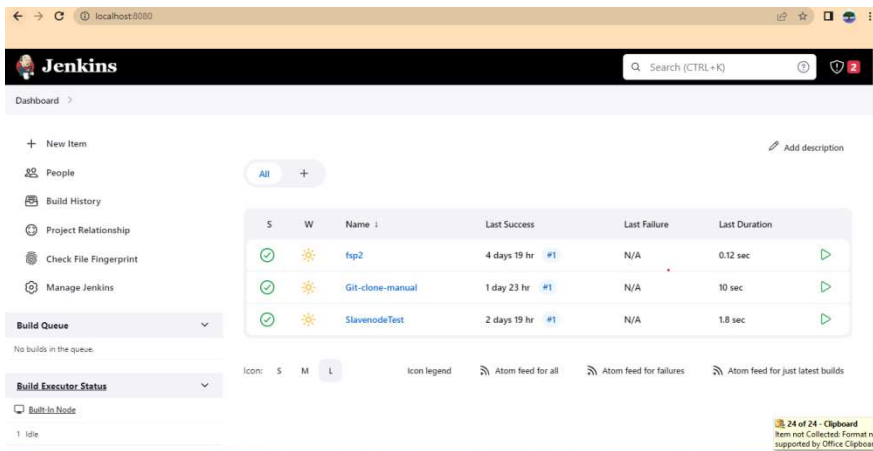 localhost:8080
Jenkins
Search (CTRL+K)
2
Dashboard
New Item
Add description
People
All +
Build History
S W Name ↓ Last Success Last Failure Last Duration
Project Relationship
fsp2 4 days 19 hr #1 N/A 0.12 sec
Check File Fingerprint
Git-clone-manual 1 day 23 hr #1 N/A 10 sec
Manage Jenkins
SlavenodeTest 2 days 19 hr #1 N/A 1.8 sec
Build Queue
No builds in the queue.
Icon: S M L Icon legend Atom feed for all Atom feed for failures Atom feed for just latest builds
Build Executor Status
Built-In Node
1 Idle
24 of 24 - Clipboard
Item not Collected: Format n
supported by Office Clipboar